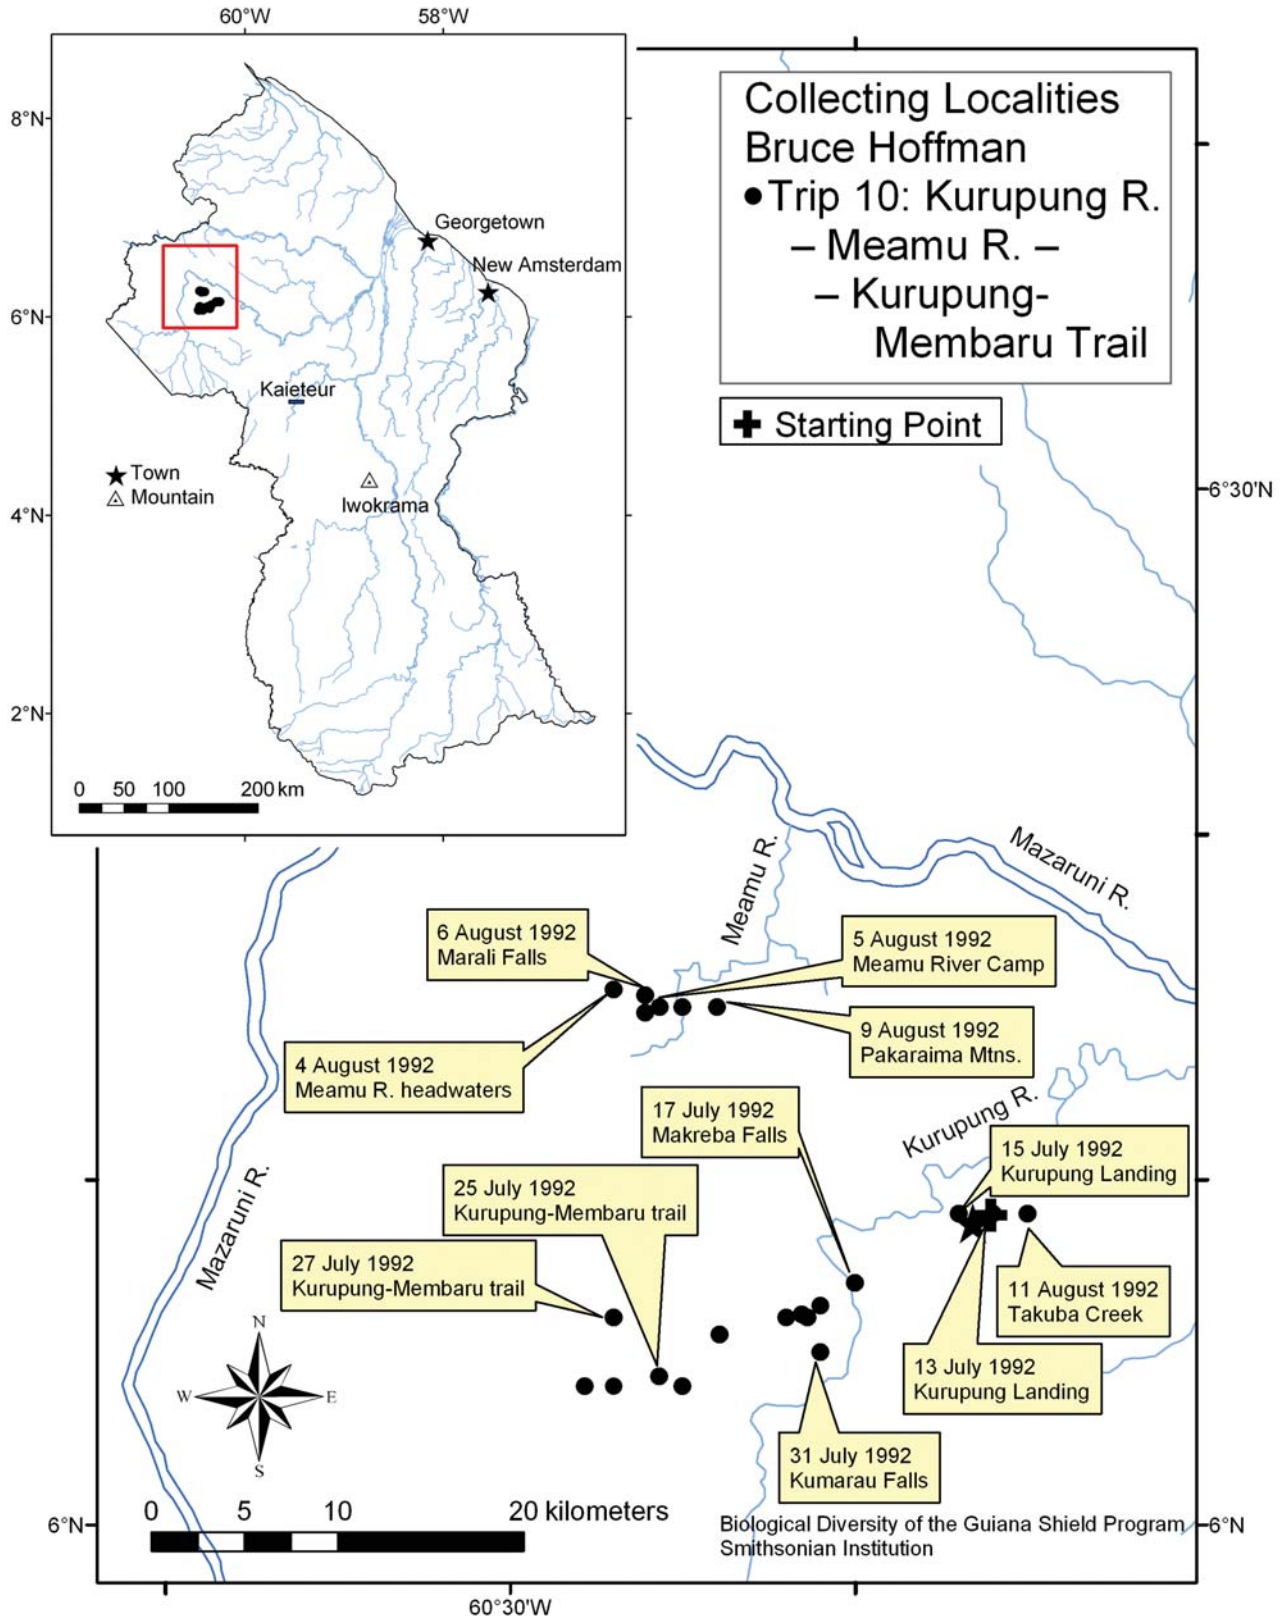 60°W
58°W
8°N
6°N
4°N
2°N
Georgetown
New Amsterdam
Kaieteur
Iwokrama
Town
Mountain
0 50 100 200 km
Collecting Localities
Bruce Hoffman
Trip 10: Kurupung R.
– Meamu R. –
– Kurupung-
Membaru Trail
Starting Point
6°30'N
Mazaruni R.
Meamu R.
6 August 1992
Marali Falls
5 August 1992
Meamu River Camp
9 August 1992
Pakaraima Mtns.
4 August 1992
Meamu R. headwaters
17 July 1992
Makreba Falls
Kurupung R.
15 July 1992
Kurupung Landing
25 July 1992
Kurupung-Membaru trail
Mazaruni R.
27 July 1992
Kurupung-Membaru trail
11 August 1992
Takuba Creek
13 July 1992
Kurupung Landing
31 July 1992
Kumarau Falls
N
W E
S
0 5 10 20 kilometers
Biological Diversity of the Guiana Shield Program
Smithsonian Institution
6°N
6°N
60°30'W